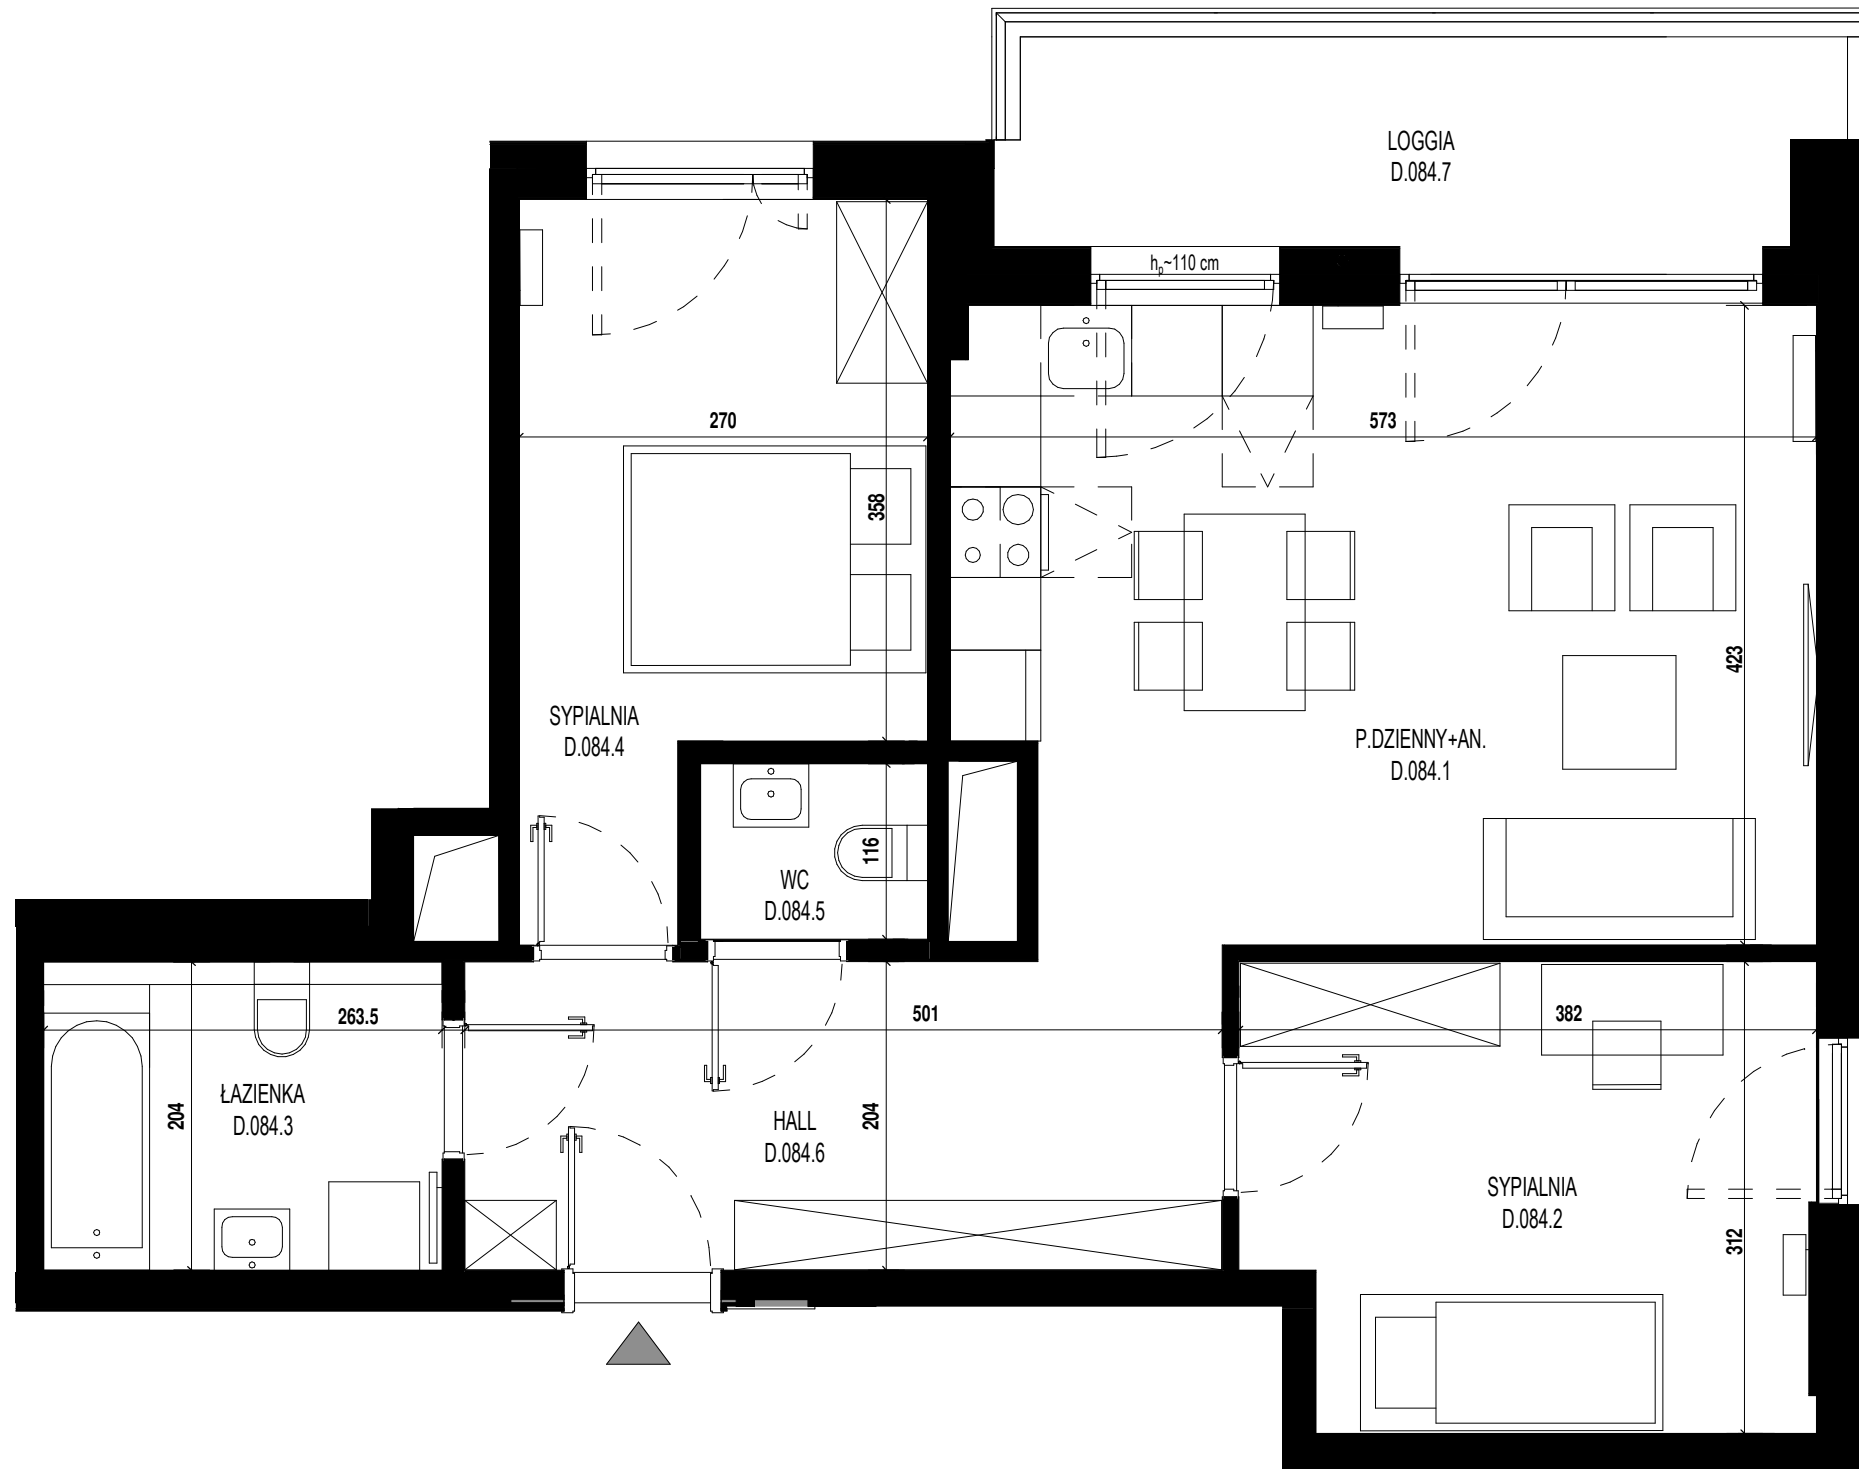 LOGGIA
D.084.7
hp~110 cm
270
573
358
423
SYPIALNIA
D.084.4
P.DZIENNY+AN.
D.084.1
116
WC
D.084.5
263.5
501
382
ŁAZIENKA
D.084.3
204
204
HALL
D.084.6
SYPIALNIA
D.084.2
312